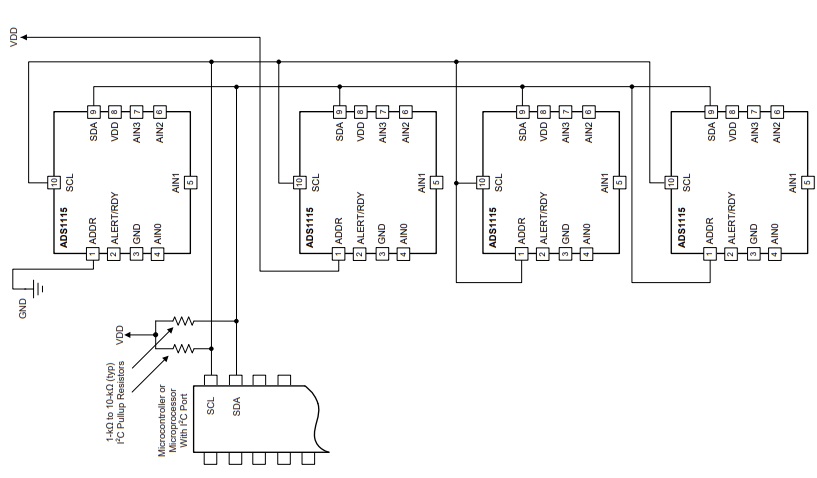 VDD
9
8
7
6
SDA
VDD
AIN3
AIN2
10
SCL
AIN1
5
ADS1115
ADDR
ALERT/RDY
GND
AIN0
1
2
3
4
9
8
7
6
SDA
VDD
AIN3
AIN2
10
SCL
AIN1
5
ADS1115
ADDR
ALERT/RDY
GND
AIN0
1
2
3
4
9
8
7
6
SDA
VDD
AIN3
AIN2
10
SCL
AIN1
5
ADS1115
ADDR
ALERT/RDY
GND
AIN0
1
2
3
4
9
8
7
6
SDA
VDD
AIN3
AIN2
10
SCL
AIN1
5
ADS1115
ADDR
ALERT/RDY
GND
AIN0
1
2
3
4
GND
VDD
1-kΩ to 10-kΩ (typ)
I²C Pullup Resistors
Microcontroller or
Microprocessor
With I²C Port
SCL
SDA